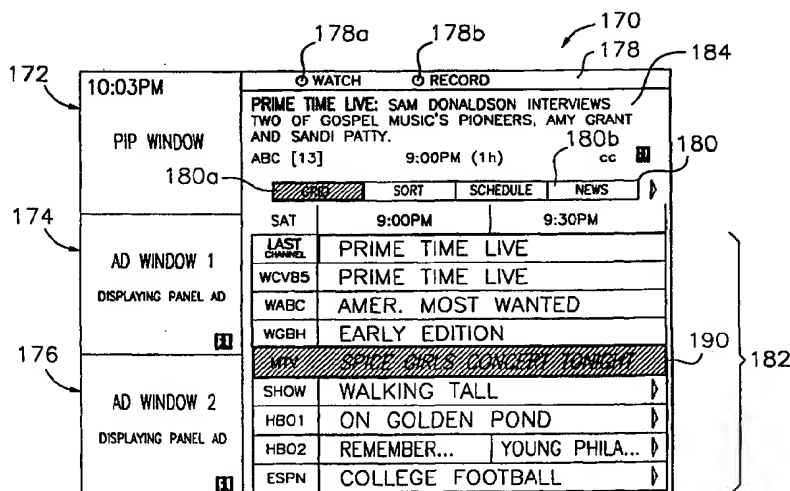 170
178a 178b
178
184
172
10:03PM
WATCH RECORD
PIP WINDOW
PRIME TIME LIVE: SAM DONALDSON INTERVIEWS
TWO OF GOSPEL MUSIC'S PIONEERS, AMY GRANT
AND SANDI PATTY.
180b
ABC [13] 9:00PM (1h) cc i
180
180a
GRID SORT SCHEDULE NEWS
174
SAT 9:00PM 9:30PM
AD WINDOW 1
DISPLAYING PANEL AD
i
LAST CHANNEL PRIME TIME LIVE
WCVB5 PRIME TIME LIVE
WABC AMER. MOST WANTED
WGBH EARLY EDITION
190
182
176
MTV SPICE GIRLS CONCERT TONIGHT
AD WINDOW 2
DISPLAYING PANEL AD
i
SHOW WALKING TALL
HBO1 ON GOLDEN POND
HBO2 REMEMBER... YOUNG PHILA...
ESPN COLLEGE FOOTBALL